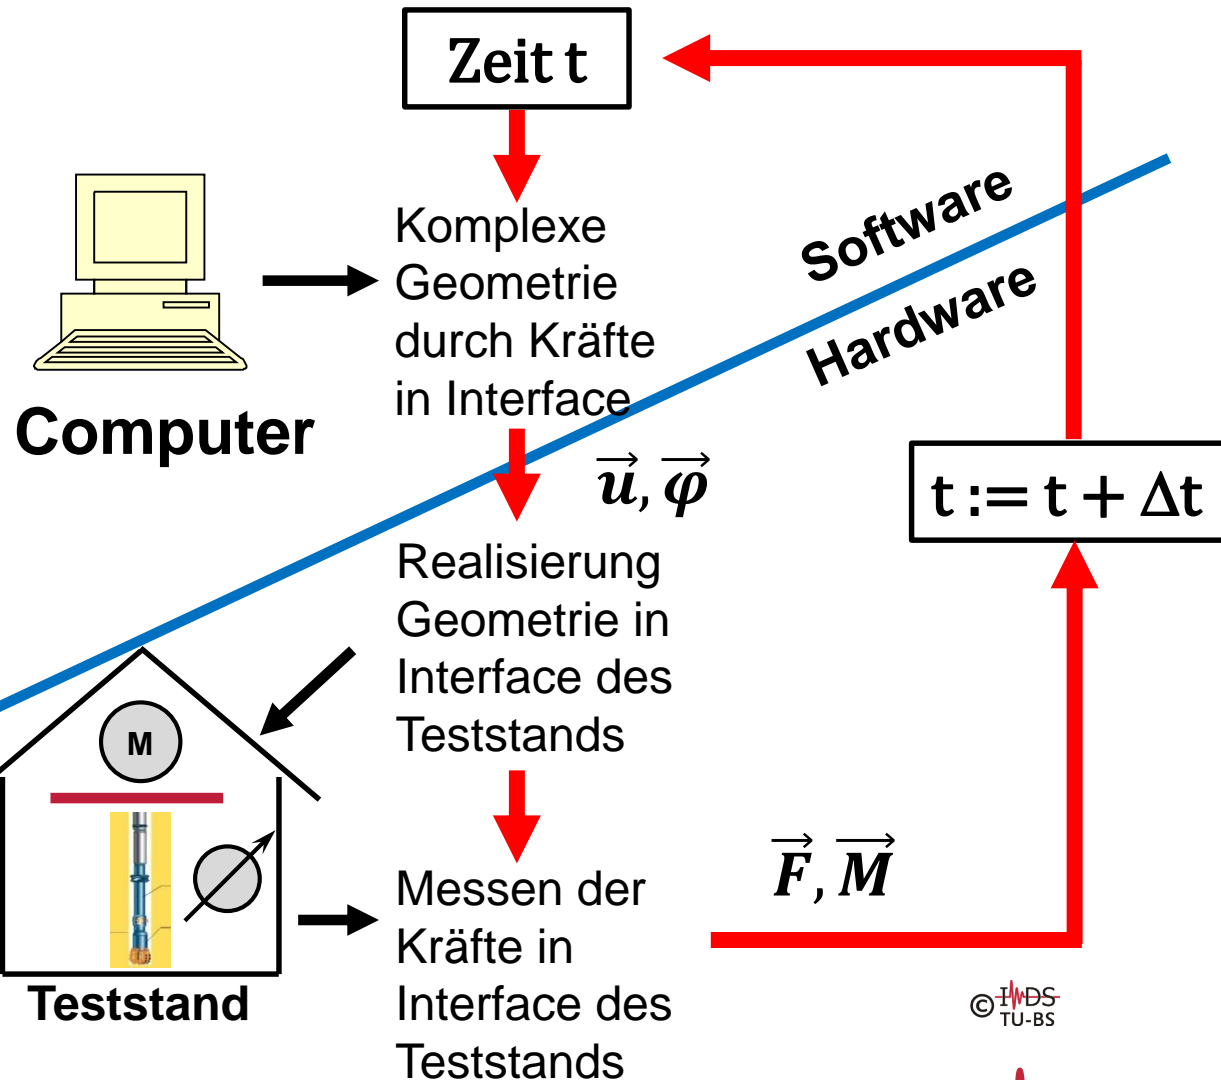 Zeit t
Komplexe
Geometrie
durch Kräfte
in Interface
Software
Hardware
Computer
u⃗, φ⃗
t := t + Δt
Realisierung
Geometrie in
Interface des
Teststands
M
F⃗, M⃗
Messen der
Kräfte in
Interface des
Teststands
Teststand
© IDS
TU-BS